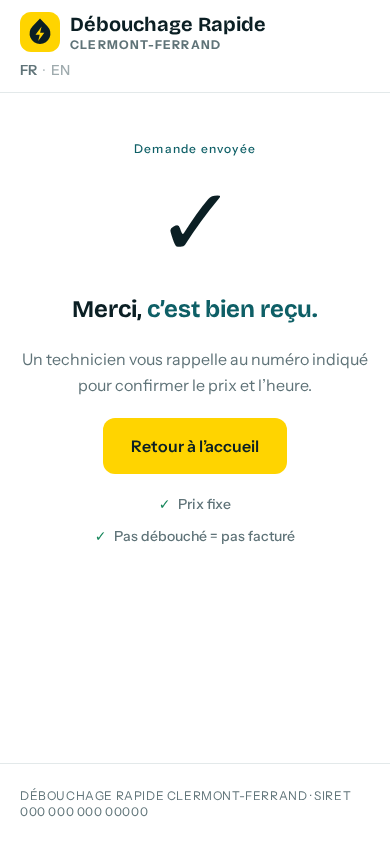 Débouchage Rapide
CLERMONT-FERRAND
FR · EN
Demande envoyée
✓
Merci, c’est bien reçu.
Un technicien vous rappelle au numéro indiqué
pour confirmer le prix et l’heure.
Retour à l’accueil
✓ Prix fixe
✓ Pas débouché = pas facturé
DÉBOUCHAGE RAPIDE CLERMONT-FERRAND · SIRET
000 000 000 00000